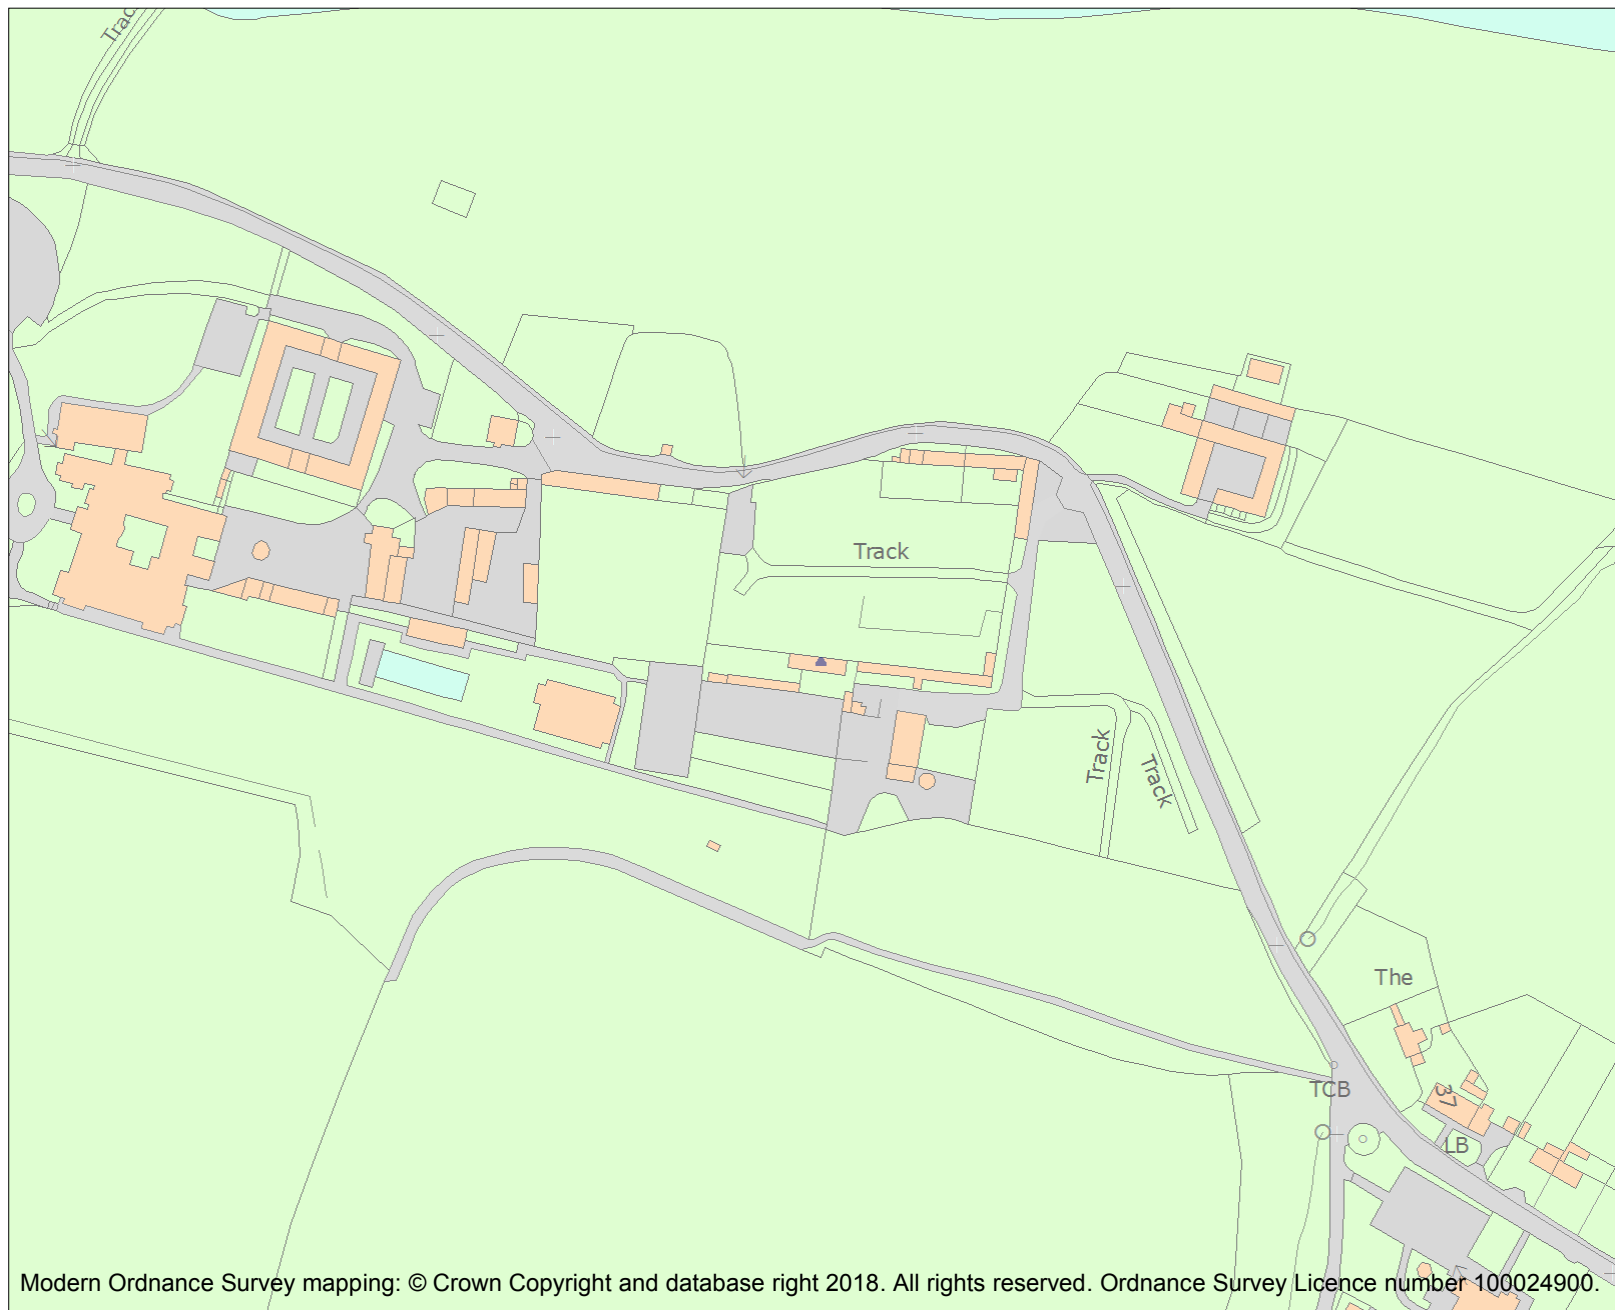 Trac
Track
Track
Track
The
TCB
37
LB
Modern Ordnance Survey mapping: © Crown Copyright and database right 2018. All rights reserved. Ordnance Survey Licence number 100024900.